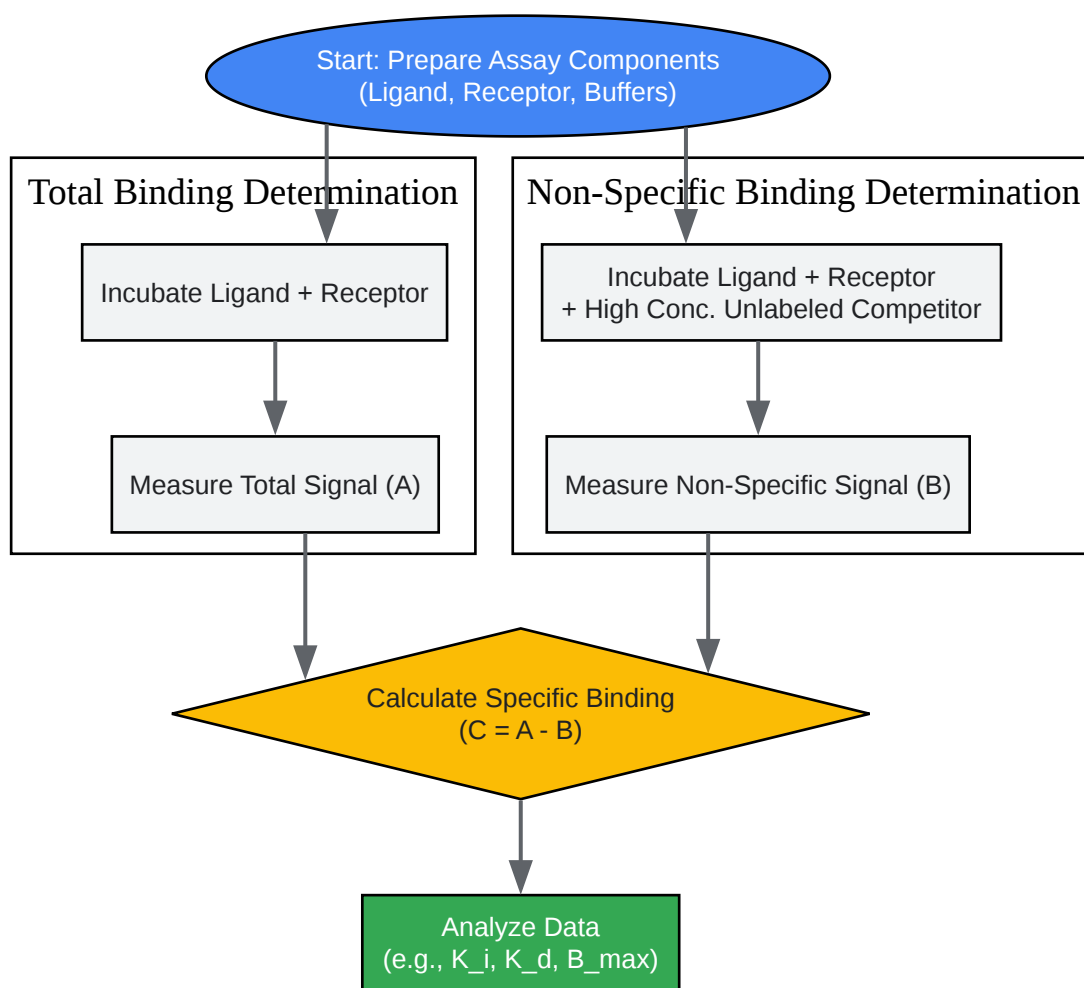 Start: Prepare Assay Components
(Ligand, Receptor, Buffers)
Total Binding Determination
Incubate Ligand + Receptor
Measure Total Signal (A)
Non-Specific Binding Determination
Incubate Ligand + Receptor
+ High Conc. Unlabeled Competitor
Measure Non-Specific Signal (B)
Calculate Specific Binding
(C = A - B)
Analyze Data
(e.g., K_i, K_d, B_max)